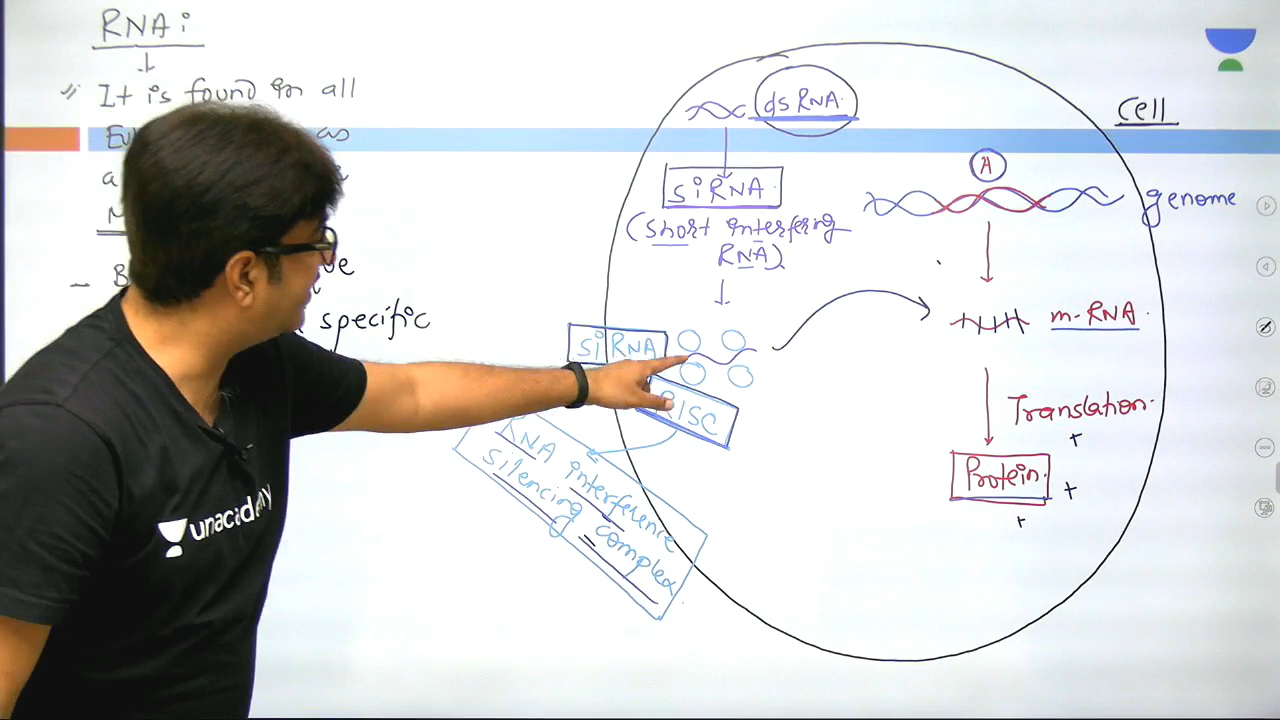 RNAi
It is found in all
as
a
specific
Cell
dsRNA
siRNA
(short interfering
RNA)
siRNA
RISC
RNA interference
silencing complex
A
genome
m-RNA
Translation
Protein
unacademy